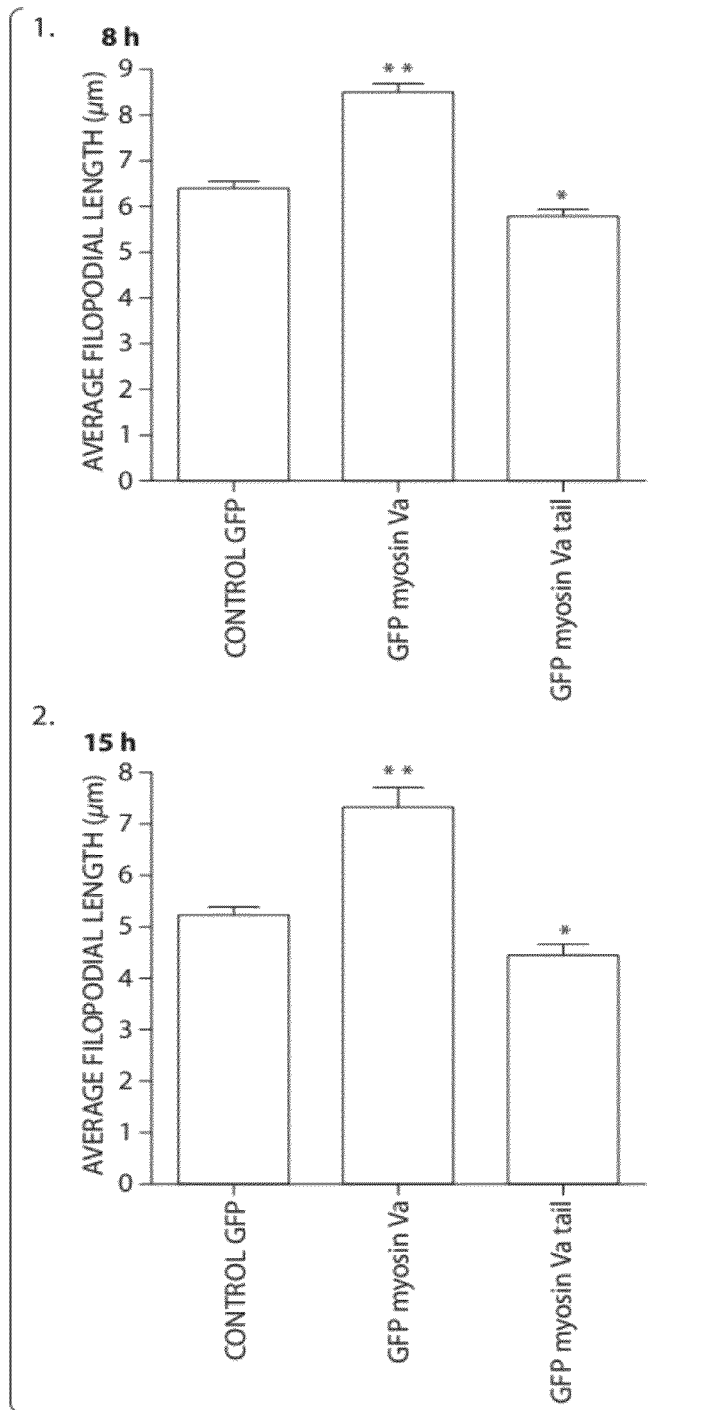 1.
8 h
AVERAGE FILOPODIAL LENGTH (μm)
9
8
7
6
5
4
3
2
1
0
**
*
CONTROL GFP
GFP myosin Va
GFP myosin Va tail
2.
15 h
AVERAGE FILOPODIAL LENGTH (μm)
8
7
6
5
4
3
2
1
0
**
*
CONTROL GFP
GFP myosin Va
GFP myosin Va tail